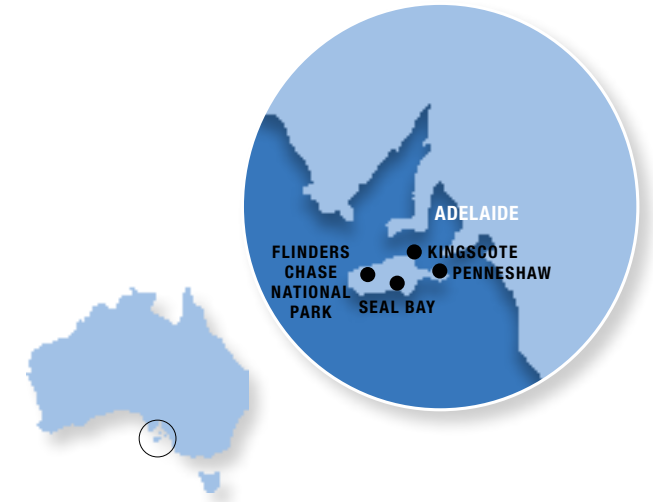 ADELAIDE
FLINDERS
CHASE
NATIONAL
PARK
KINGSCOTE
PENNESHAW
SEAL BAY